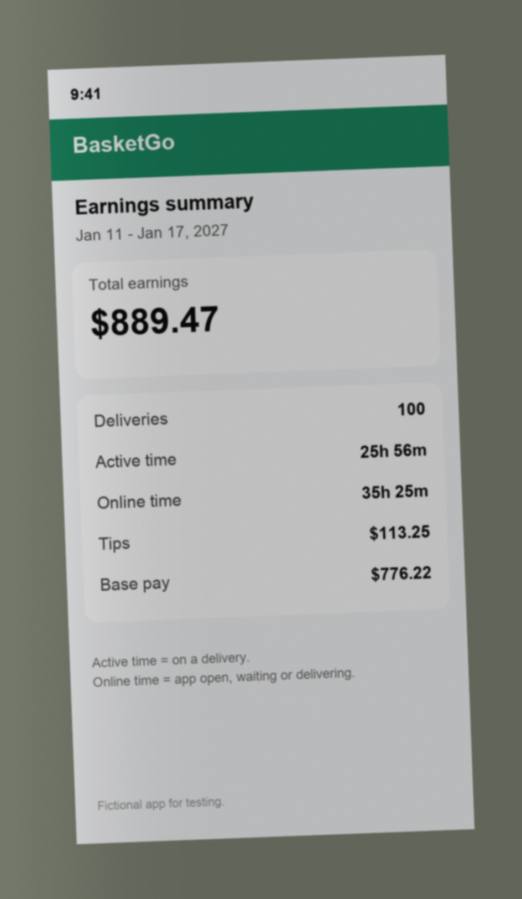 9:41
BasketGo
Earnings summary
Jan 11 - Jan 17, 2027
Total earnings
$889.47
Deliveries 100
Active time 25h 56m
Online time 35h 25m
Tips $113.25
Base pay $776.22
Active time = on a delivery.
Online time = app open, waiting or delivering.
Fictional app for testing.